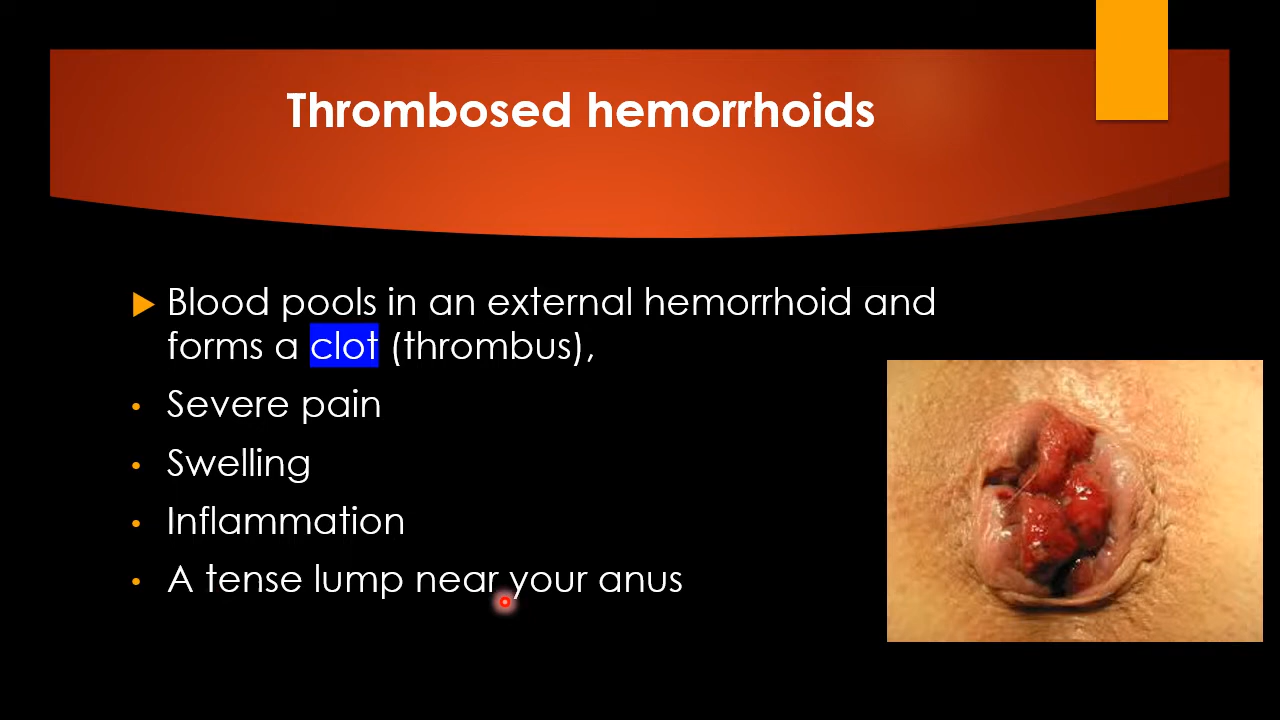 Thrombosed hemorrhoids
Blood pools in an external hemorrhoid and
forms a clot (thrombus),
Severe pain
Swelling
Inflammation
A tense lump near your anus